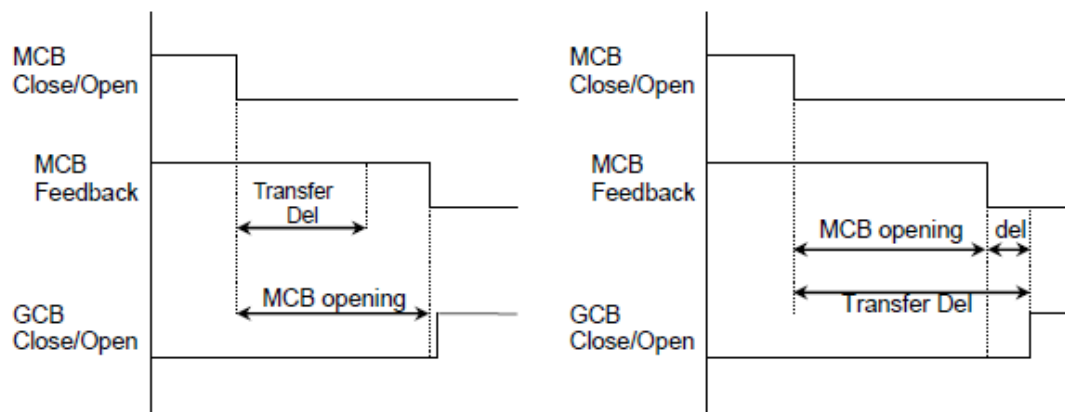 MCB
Close/Open
MCB
Feedback
Transfer
Del
MCB opening
GCB
Close/Open
MCB
Close/Open
MCB
Feedback
MCB opening
del
Transfer Del
GCB
Close/Open